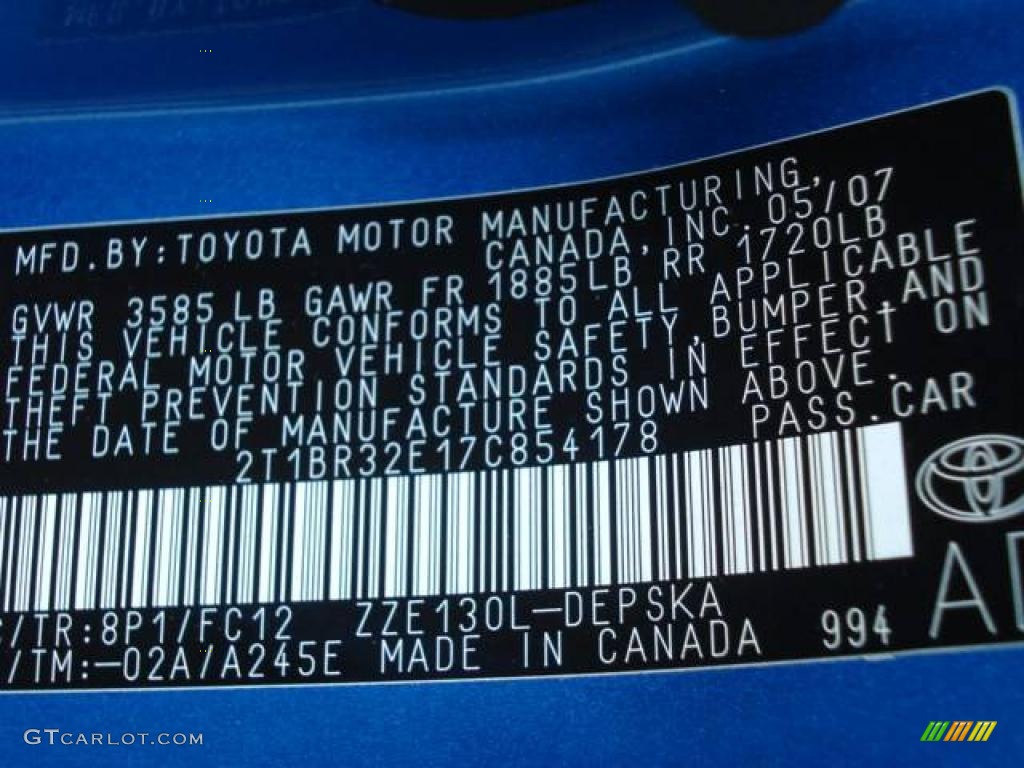 MFD.BY:TOYOTA MOTOR MANUFACTURING,
CANADA, INC. 05/07
GVWR 3585LB GAWR FR 1885LB RR 1720LB
THIS VEHICLE CONFORMS TO ALL APPLICABLE
FEDERAL MOTOR VEHICLE SAFETY, BUMPER, AND
THEFT PREVENTION STANDARDS IN EFFECT ON
THE DATE OF MANUFACTURE SHOWN ABOVE.
2T1BR32E17C854178 PASS.CAR
/TR:8P1/FC12 ZZE130L-DEPSKA
/TM:-02A/A245E MADE IN CANADA 994
GTCARLOT.COM